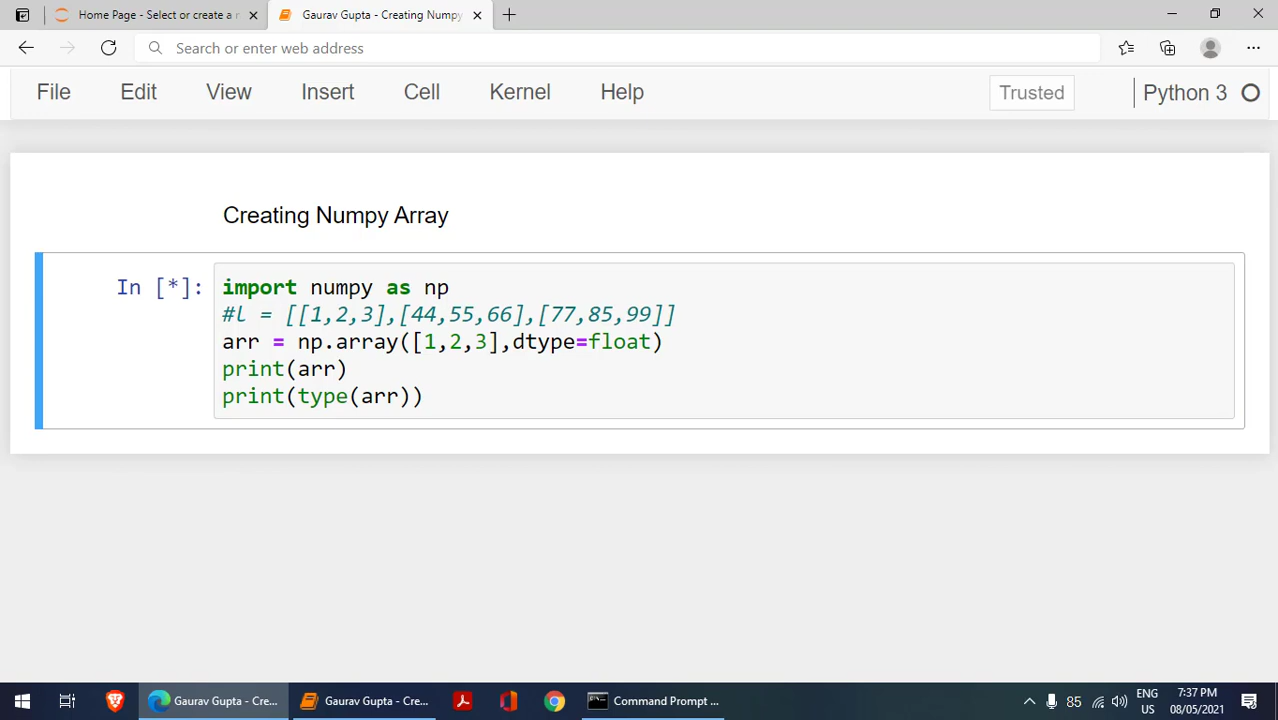 Home Page - Select or create a n
Gaurav Gupta - Creating Numpy
Search or enter web address
File Edit View Insert Cell Kernel Help Trusted Python 3
Creating Numpy Array
In [*]:
import numpy as np
#l = [[1,2,3],[44,55,66],[77,85,99]]
arr = np.array([1,2,3],dtype=float)
print(arr)
print(type(arr))
Gaurav Gupta - Cre...
Gaurav Gupta - Cre...
Command Prompt ...
85
ENG
US
7:37 PM
08/05/2021